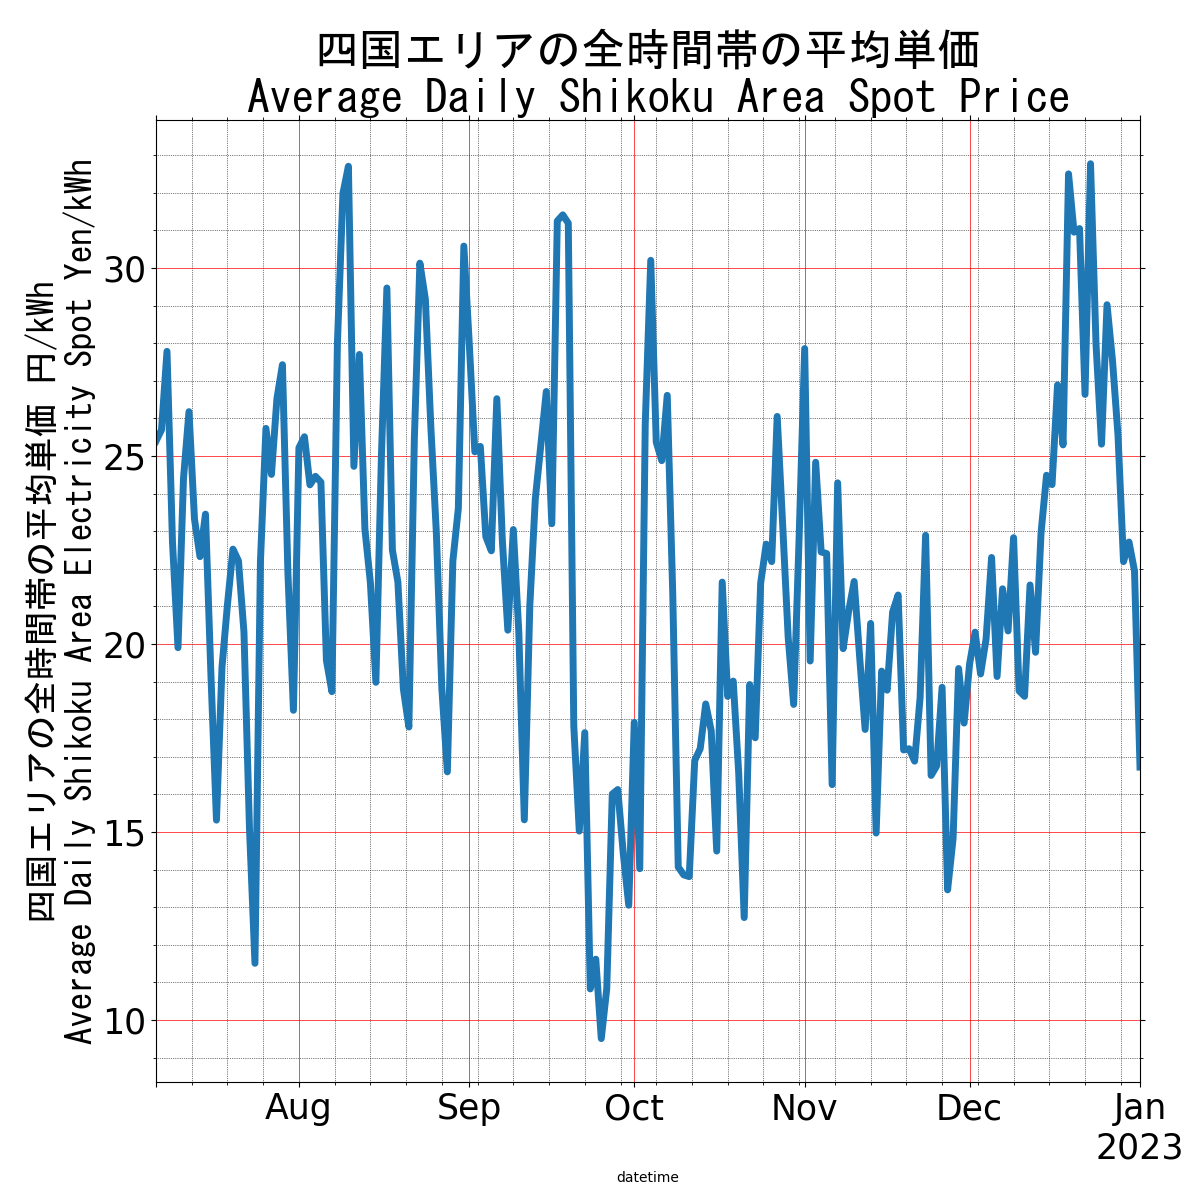 四国エリアの全時間帯の平均単価
Average Daily Shikoku Area Spot Price
四国エリアの全時間帯の平均単価 円/kWh
Average Daily Shikoku Area Electricity Spot Yen/kWh
30
25
20
15
10
Aug
Sep
Oct
Nov
Dec
Jan
2023
datetime